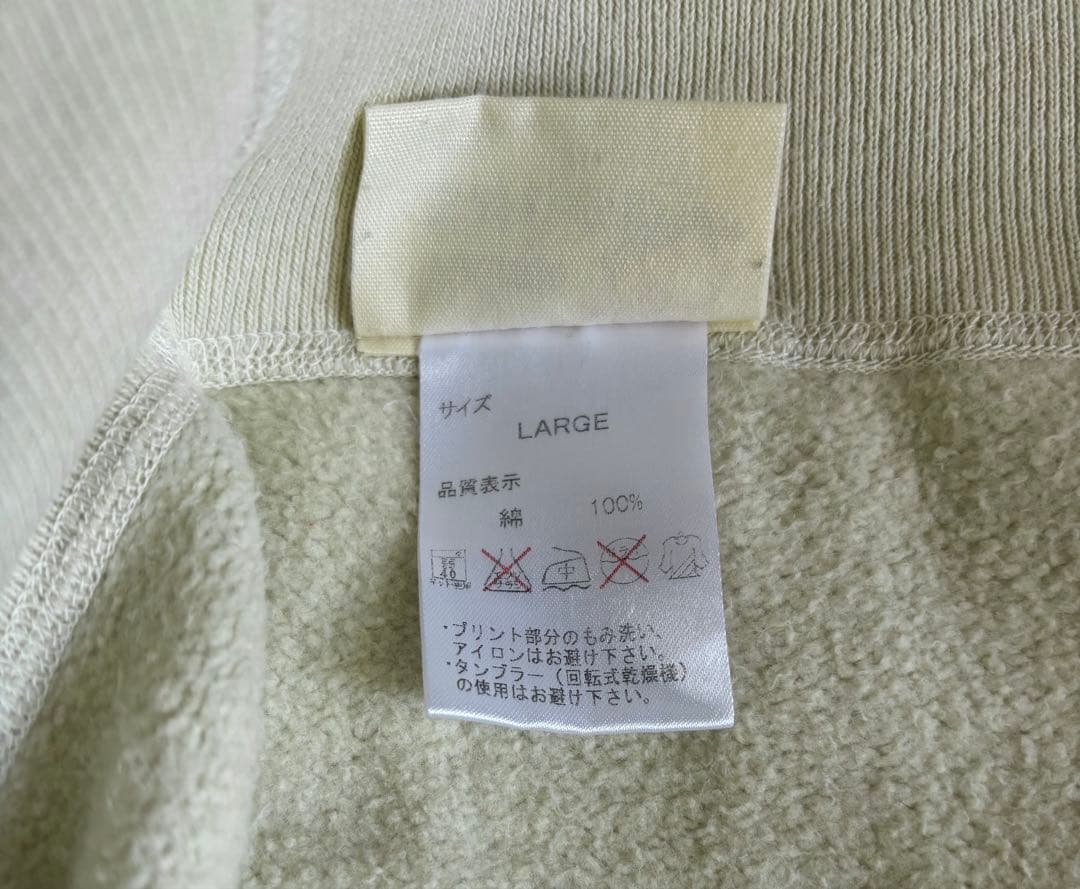 サイズ
LARGE
品質表示
綿 100%
40
中
・プリント部分のもみ洗い、
アイロンはお避け下さい。
・タンブラー（回転式乾燥機）
の使用はお避け下さい。